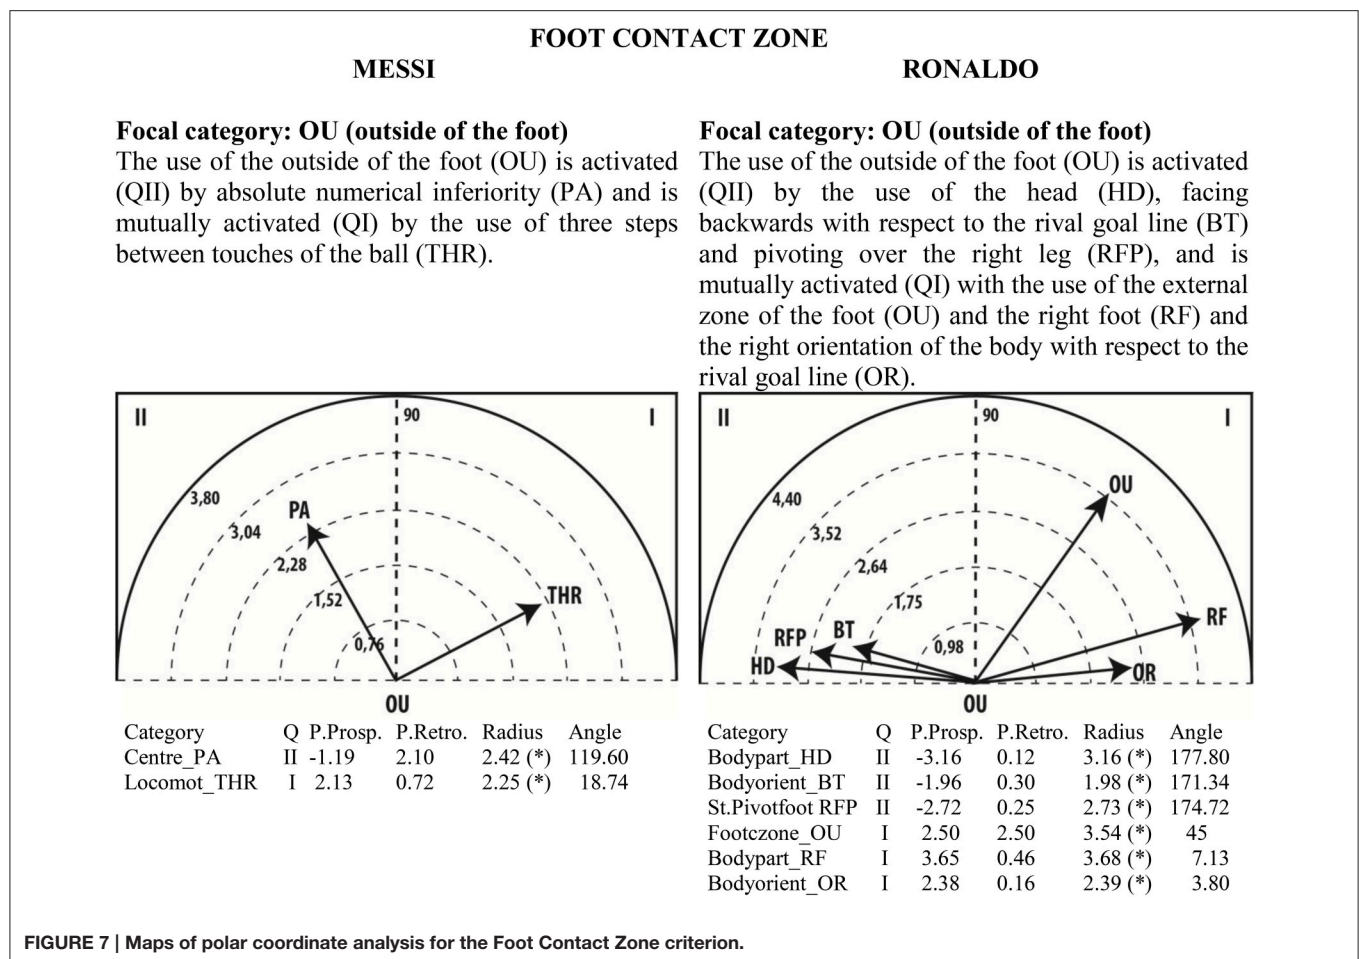 FOOT CONTACT ZONE
MESSI
Focal category: OU (outside of the foot)
The use of the outside of the foot (OU) is activated
(QII) by absolute numerical inferiority (PA) and is
mutually activated (QI) by the use of three steps
between touches of the ball (THR).
II
90
I
3,80
3,04
2,28
1,52
0,76
PA
THR
OU
Category Q P.Prosp. P.Retro. Radius Angle
Centre_PA II -1.19 2.10 2.42 (*) 119.60
Locomot_THR I 2.13 0.72 2.25 (*) 18.74
RONALDO
Focal category: OU (outside of the foot)
The use of the outside of the foot (OU) is activated
(QII) by the use of the head (HD), facing
backwards with respect to the rival goal line (BT)
and pivoting over the right leg (RFP), and is
mutually activated (QI) with the use of the external
zone of the foot (OU) and the right foot (RF) and
the right orientation of the body with respect to the
rival goal line (OR).
II
90
I
4,40
3,52
2,64
1,75
0,98
OU
RF
OR
BT
RFP
HD
OU
Category Q P.Prosp. P.Retro. Radius Angle
Bodypart_HD II -3.16 0.12 3.16 (*) 177.80
Bodyorient_BT II -1.96 0.30 1.98 (*) 171.34
St.Pivotfoot RFP II -2.72 0.25 2.73 (*) 174.72
Footczone_OU I 2.50 2.50 3.54 (*) 45
Bodypart_RF I 3.65 0.46 3.68 (*) 7.13
Bodyorient_OR I 2.38 0.16 2.39 (*) 3.80
FIGURE 7 | Maps of polar coordinate analysis for the Foot Contact Zone criterion.